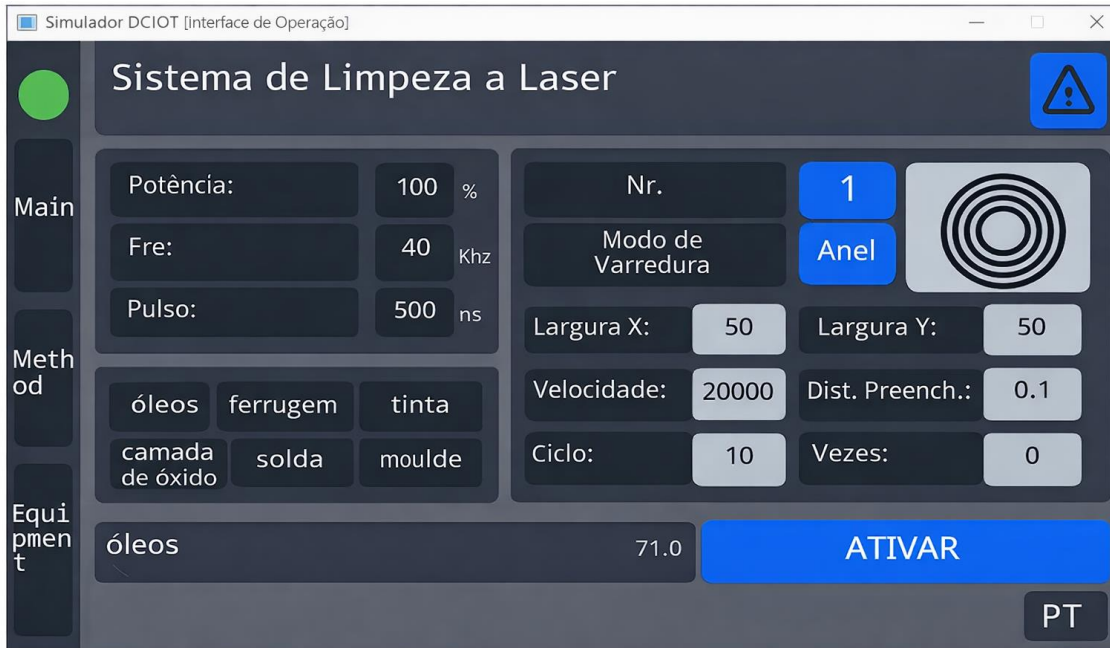 Simulador DCIOT [Interface de Operação]
Sistema de Limpeza a Laser
Main
Meth
od
Equi
pmen
t
Potência:
100 %
Fre:
40 Khz
Pulso:
500 ns
óleos
ferrugem
tinta
camada
de óxido
solda
moulde
Nr.
1
Modo de
Varredura
Anel
Largura X:
50
Largura Y:
50
Velocidade:
20000
Dist. Preench.:
0.1
Ciclo:
10
Vezes:
0
óleos
71.0
ATIVAR
PT